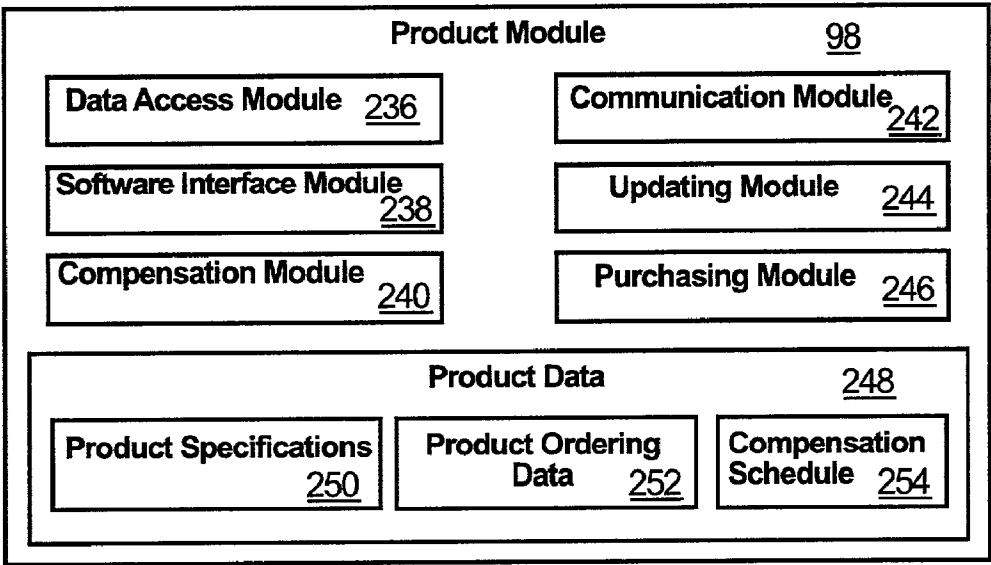 Product Module 98
Data Access Module 236
Communication Module 242
Software Interface Module 238
Updating Module 244
Compensation Module 240
Purchasing Module 246
Product Data 248
Product Specifications 250
Product Ordering
Data 252
Compensation
Schedule 254